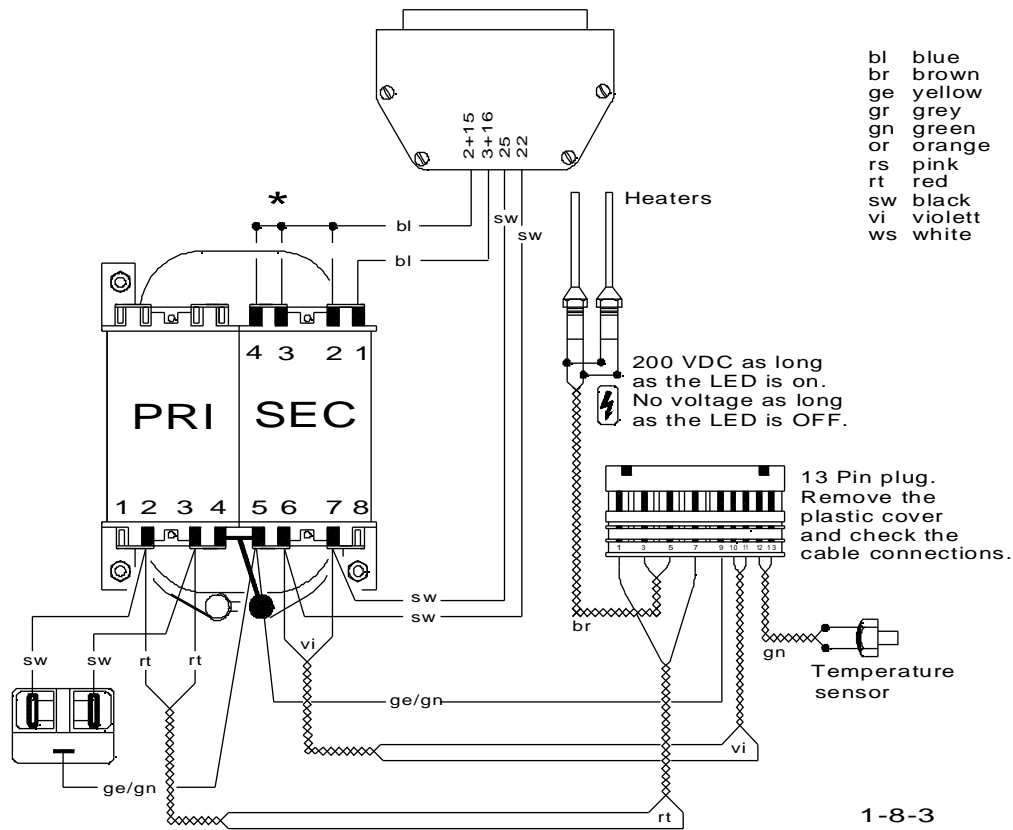 2+15
3+16
25
22
bl blue
br brown
ge yellow
gr grey
gn green
or orange
rs pink
rt red
sw black
vi violett
ws white
*
bl
bl
sw
sw
Heaters
4 3 2 1
PRI SEC
1 2 3 4 5 6 7 8
200 VDC as long
as the LED is on.
No voltage as long
as the LED is OFF.
13 Pin plug.
Remove the
plastic cover
and check the
cable connections.
1 3 5 7 9 10 11 12 13
sw
sw
br
gn
Temperature
sensor
sw sw rt rt
vi
ge/gn
vi
ge/gn
rt
1-8-3